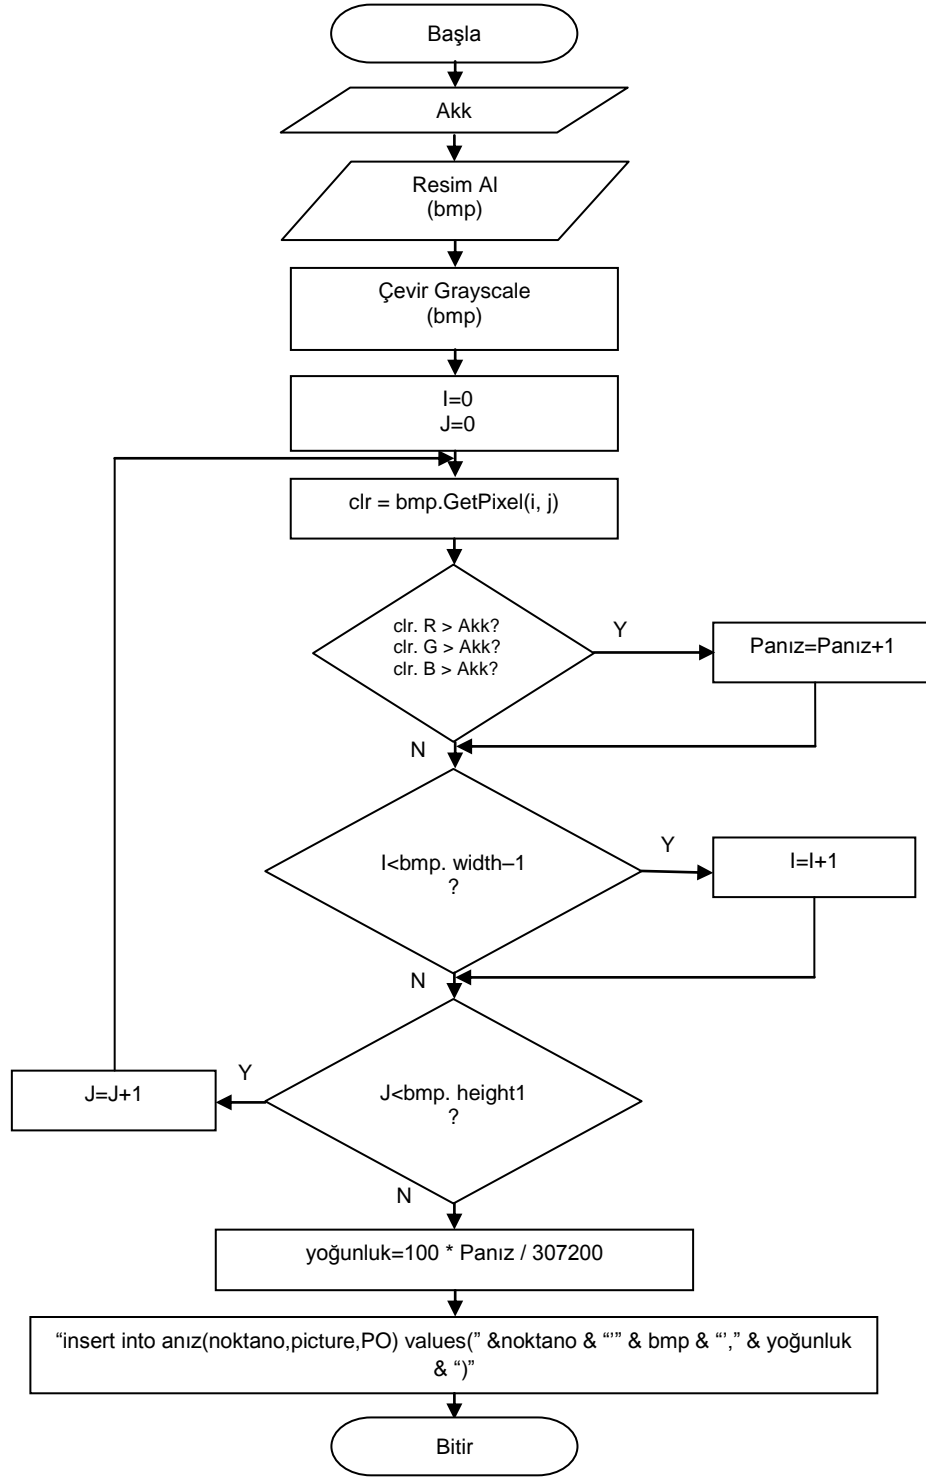 Başla
Akk
Resim Al
(bmp)
Çevir Grayscale
(bmp)
I=0
J=0
clr = bmp.GetPixel(i, j)
clr. R > Akk?
clr. G > Akk?
clr. B > Akk?
Y
Panız=Panız+1
N
I<bmp. width–1
?
Y
I=I+1
N
J<bmp. height1
?
Y
J=J+1
N
yoğunluk=100 * Panız / 307200
“insert into anız(noktano,picture,PO) values(” &noktano & “’” & bmp & “’,” & yoğunluk
& “)”
Bitir